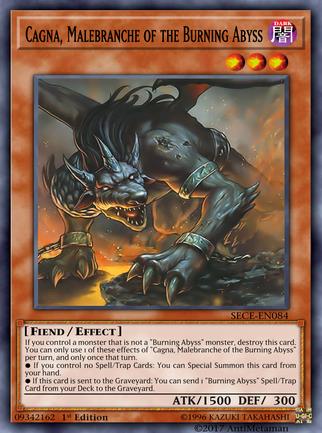 Cagna, Malebranche of the Burning Abyss
DARK
闇
SECE-EN084
[Fiend / Effect]
If you control a monster that is not a "Burning Abyss" monster, destroy this card.
You can only use 1 of these effects of "Cagna, Malebranche of the Burning Abyss"
per turn, and only once that turn.
● If you control no Spell/Trap Cards: You can Special Summon this card from
your hand.
● If this card is sent to the Graveyard: You can send 1 "Burning Abyss" Spell/Trap
Card from your Deck to the Graveyard.
ATK/1500 DEF/ 300
09342162 1st Edition ©1996 KAZUKI TAKAHASHI
©2017 AntiMetaman